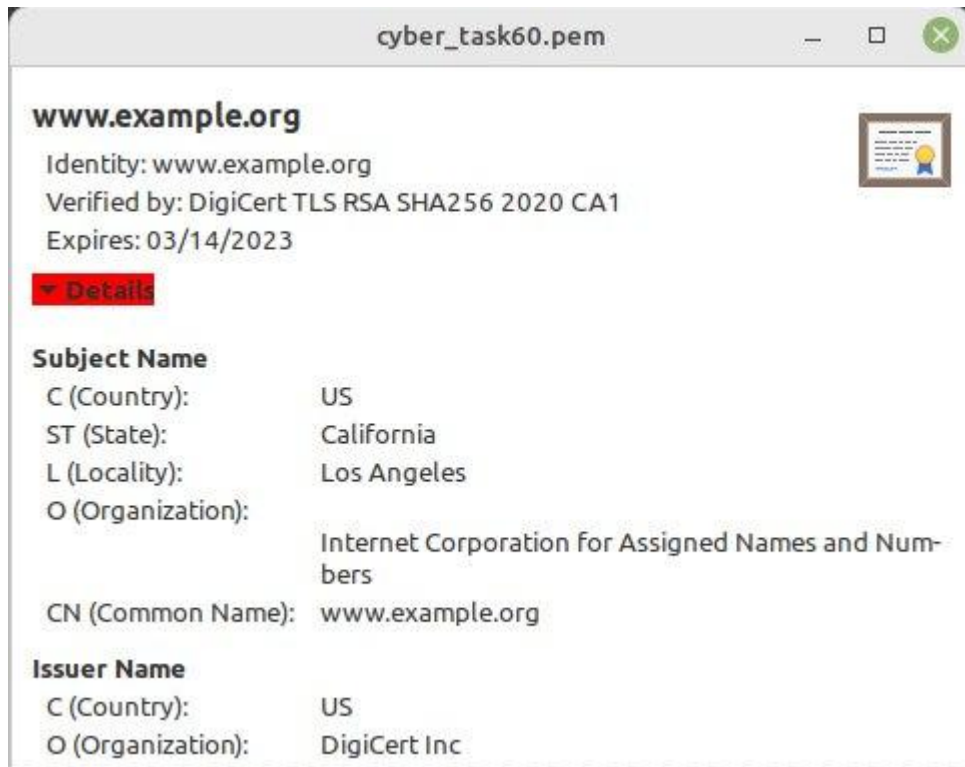 cyber_task60.pem
www.example.org
Identity: www.example.org
Verified by: DigiCert TLS RSA SHA256 2020 CA1
Expires: 03/14/2023
Details
Subject Name
C (Country): US
ST (State): California
L (Locality): Los Angeles
O (Organization):
Internet Corporation for Assigned Names and Num-
bers
CN (Common Name): www.example.org
Issuer Name
C (Country): US
O (Organization): DigiCert Inc